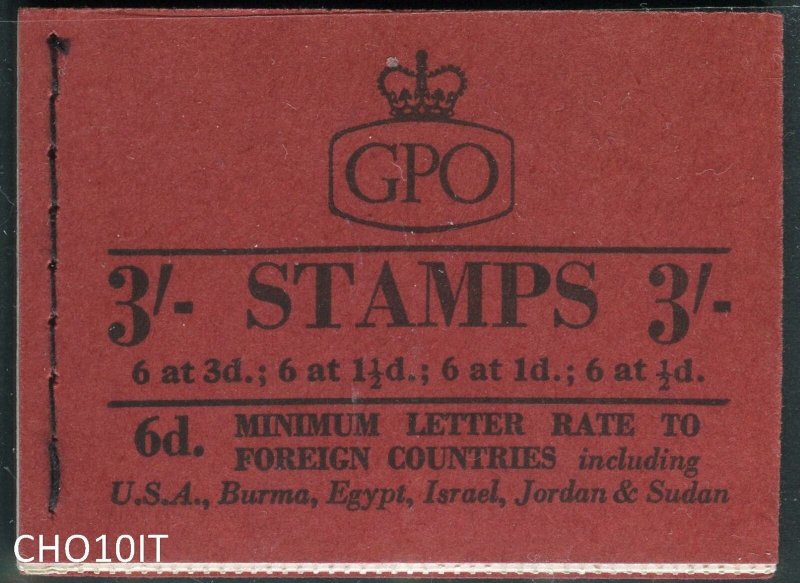 GPO
3/- STAMPS 3/-
6 at 3d.; 6 at 1½d.; 6 at 1d.; 6 at ½d.
6d. MINIMUM LETTER RATE TO
FOREIGN COUNTRIES including
U.S.A., Burma, Egypt, Israel, Jordan & Sudan
CHO10IT